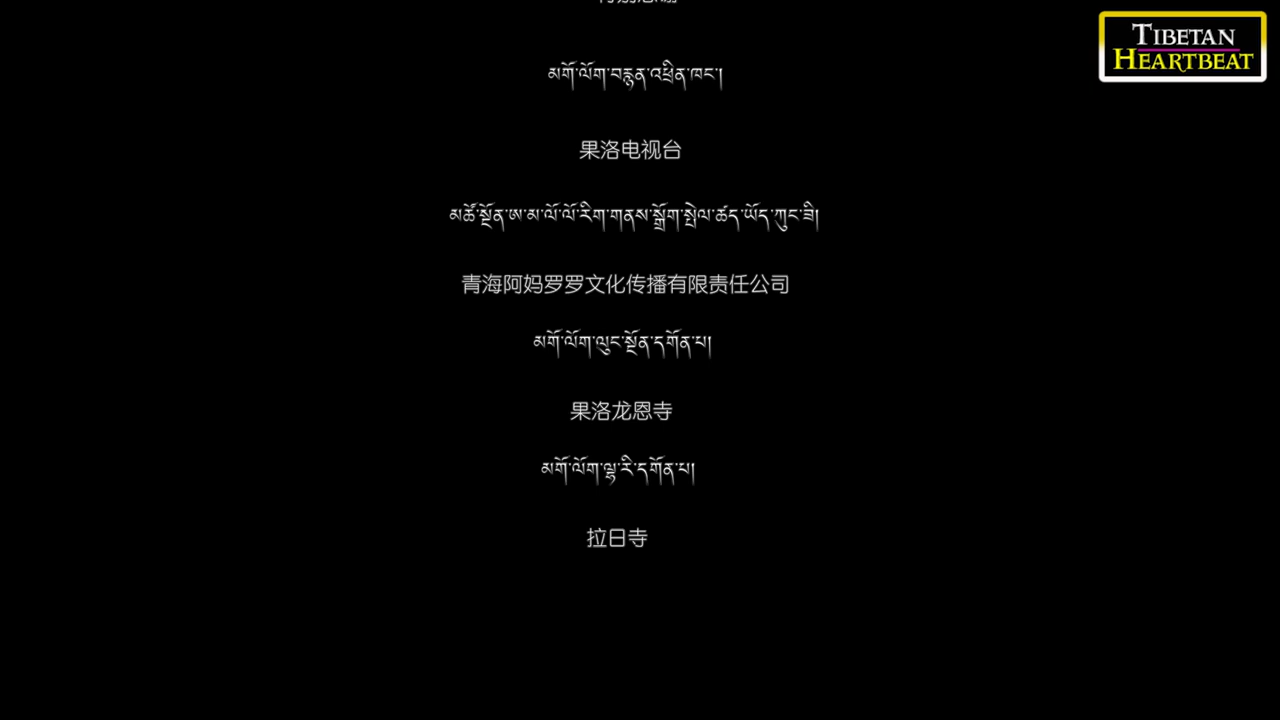 TIBETAN
HEARTBEAT
མགོ་ལོག་བརྙན་འཕྲིན་ཁང་།
果洛电视台
མཚོ་སྔོན་ཨ་མ་ལོ་ལོ་རིག་གནས་སྒྲོག་སྤེལ་ཚད་ཡོད་ཀུང་ཟི།
青海阿妈罗罗文化传播有限责任公司
མགོ་ལོག་ལུང་སྔོན་དགོན་པ།
果洛龙恩寺
མགོ་ལོག་ལྷ་རི་དགོན་པ།
拉日寺